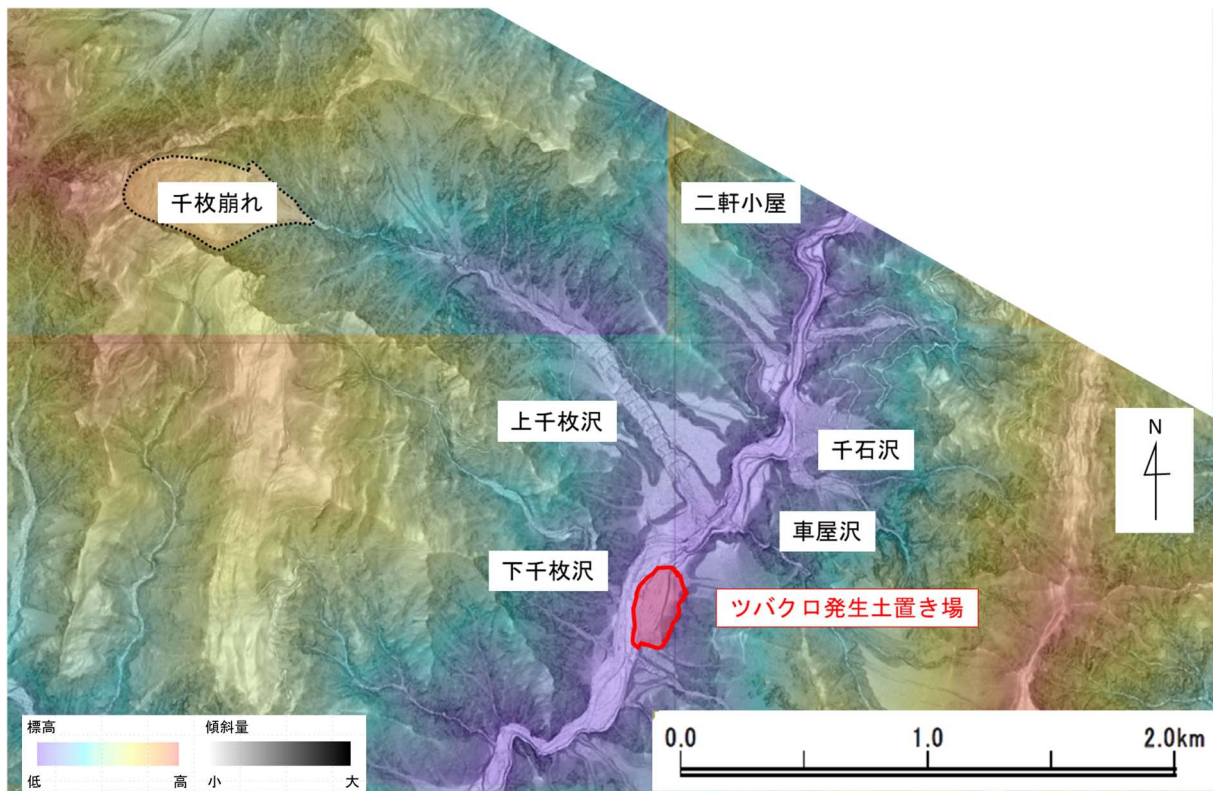 千枚崩れ
二軒小屋
上千枚沢
千石沢
N
車屋沢
下千枚沢
ツバクロ発生土置き場
標高
傾斜量
低
高
小
大
0.0
1.0
2.0km